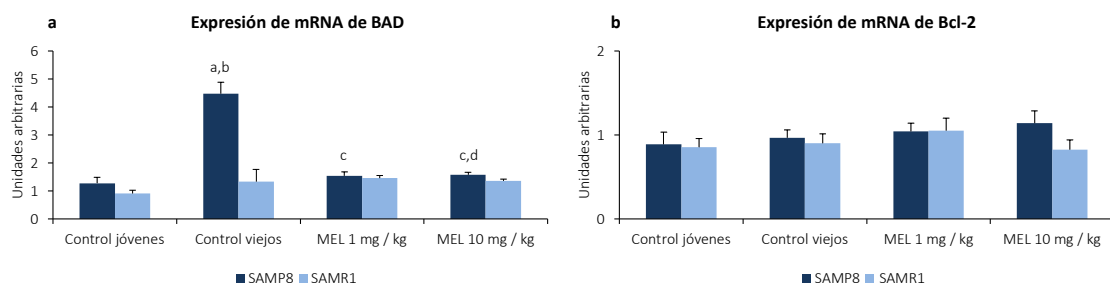 a
Expresión de mRNA de BAD
Unidades arbitrarias
6
5
4
3
2
1
0
a,b
c
c,d
Control jóvenes
Control viejos
MEL 1 mg / kg
MEL 10 mg / kg
SAMP8
SAMR1
b
Expresión de mRNA de Bcl-2
Unidades arbitrarias
2
1
0
Control jóvenes
Control viejos
MEL 1 mg / kg
MEL 10 mg / kg
SAMP8
SAMR1